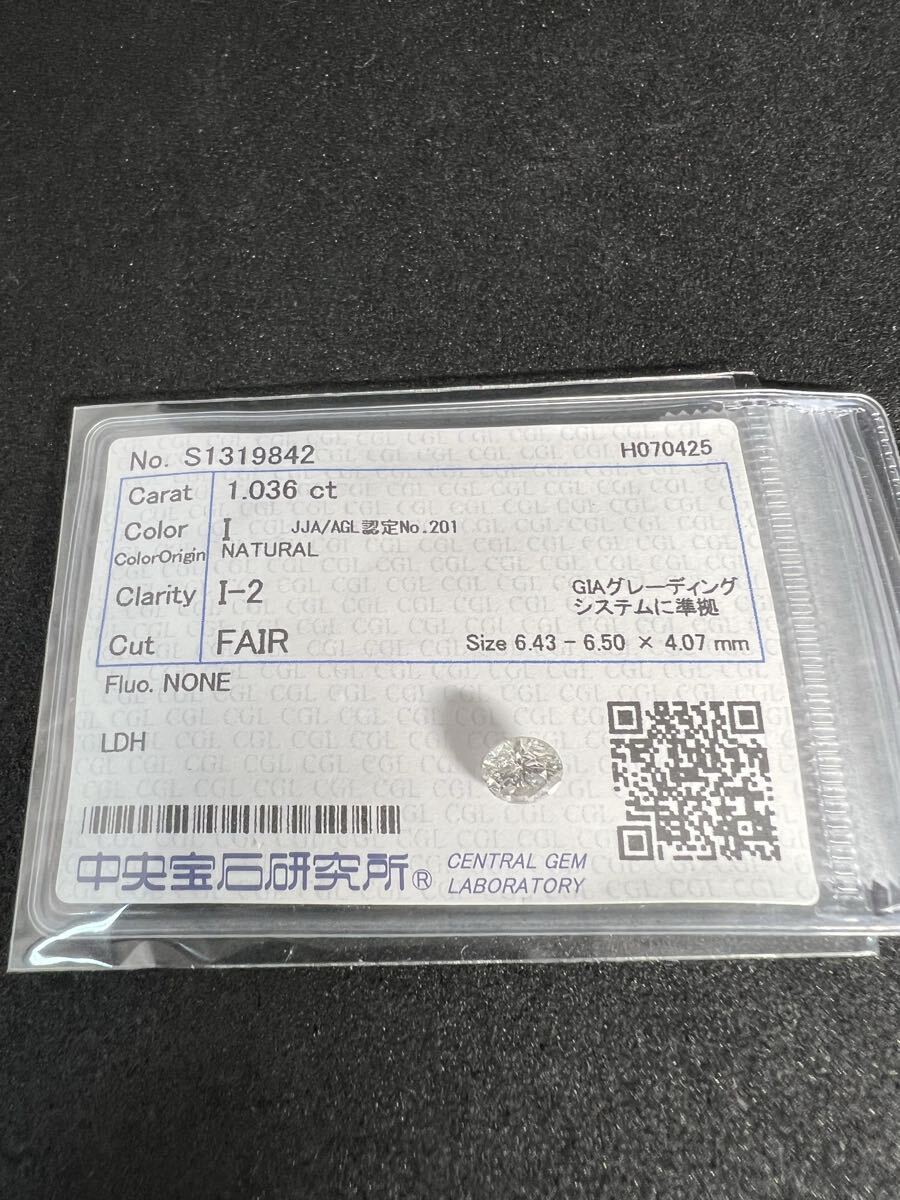 No. S1319842 H070425
Carat 1.036 ct
Color I JJA/AGL認定No.201
ColorOrigin NATURAL
Clarity I-2 GIAグレーディング
システムに準拠
Cut FAIR Size 6.43 - 6.50 × 4.07 mm
Fluo. NONE
LDH
中央宝石研究所® CENTRAL GEM
LABORATORY